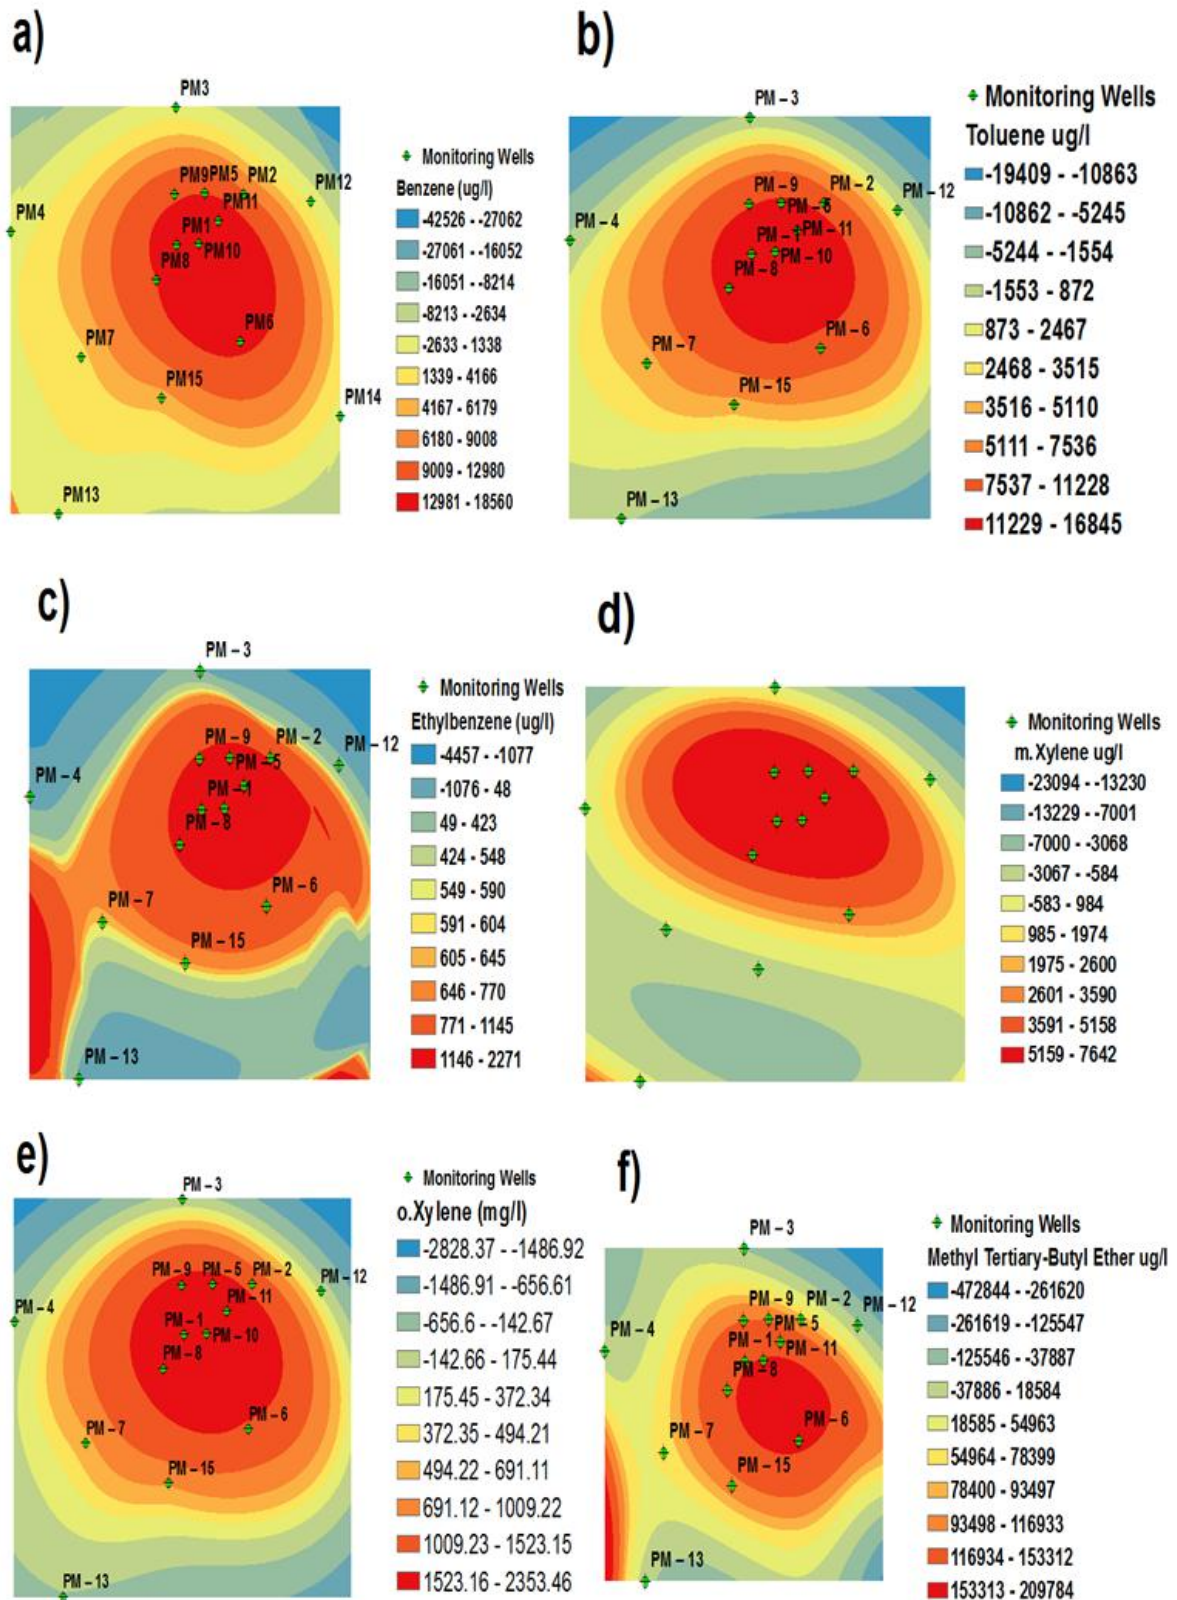 a)
PM3
PM9
PM5
PM2
PM12
PM11
PM4
PM1
PM10
PM8
PM6
PM7
PM15
PM14
PM13
Monitoring Wells
Benzene (ug/l)
-42526 - -27062
-27061 - -16052
-16051 - -8214
-8213 - -2634
-2633 - 1338
1339 - 4166
4167 - 6179
6180 - 9008
9009 - 12980
12981 - 18560
b)
PM – 3
PM – 9
PM – 2
PM – 12
PM – 5
PM – 4
PM – 1
PM – 11
PM – 10
PM – 8
PM – 6
PM – 7
PM – 15
PM – 13
Monitoring Wells
Toluene ug/l
-19409 - -10863
-10862 - -5245
-5244 - -1554
-1553 - 872
873 - 2467
2468 - 3515
3516 - 5110
5111 - 7536
7537 - 11228
11229 - 16845
c)
PM – 3
PM – 9
PM – 2
PM – 12
PM – 5
PM – 4
PM – 1
PM – 8
PM – 6
PM – 7
PM – 15
PM – 13
Monitoring Wells
Ethylbenzene (ug/l)
-4457 - -1077
-1076 - 48
49 - 423
424 - 548
549 - 590
591 - 604
605 - 645
646 - 770
771 - 1145
1146 - 2271
d)
Monitoring Wells
m.Xylene ug/l
-23094 - -13230
-13229 - -7001
-7000 - -3068
-3067 - -584
-583 - 984
985 - 1974
1975 - 2600
2601 - 3590
3591 - 5158
5159 - 7642
e)
PM – 3
PM – 9
PM – 5
PM – 2
PM – 12
PM – 11
PM – 4
PM – 1
PM – 10
PM – 8
PM – 6
PM – 7
PM – 15
PM – 13
Monitoring Wells
o.Xylene (mg/l)
-2828.37 - -1486.92
-1486.91 - -656.61
-656.6 - -142.67
-142.66 - 175.44
175.45 - 372.34
372.35 - 494.21
494.22 - 691.11
691.12 - 1009.22
1009.23 - 1523.15
1523.16 - 2353.46
f)
PM – 3
PM – 9
PM – 2
PM – 12
PM – 5
PM – 4
PM – 1
PM – 11
PM – 8
PM – 6
PM – 7
PM – 15
PM – 13
Monitoring Wells
Methyl Tertiary-Butyl Ether ug/l
-472844 - -261620
-261619 - -125547
-125546 - -37887
-37886 - 18584
18585 - 54963
54964 - 78399
78400 - 93497
93498 - 116933
116934 - 153312
153313 - 209784